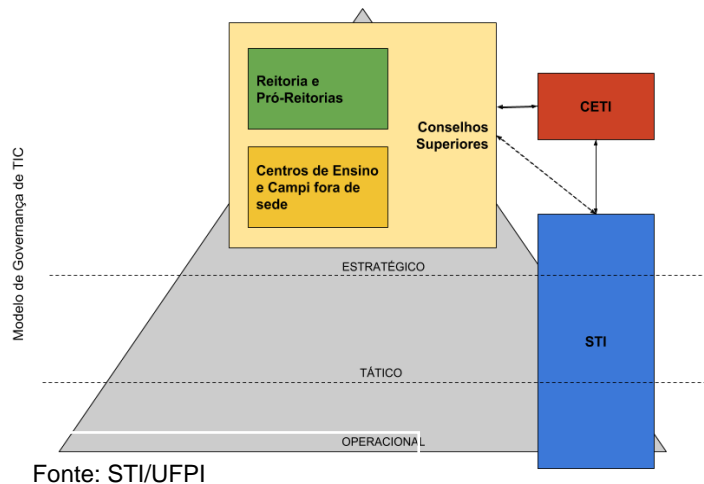 Modelo de Governança de TIC
Reitoria e
Pró-Reitorias
Conselhos
Superiores
CETI
Centros de Ensino
e Campi fora de
sede
ESTRATÉGICO
STI
TÁTICO
OPERACIONAL
Fonte: STI/UFPI